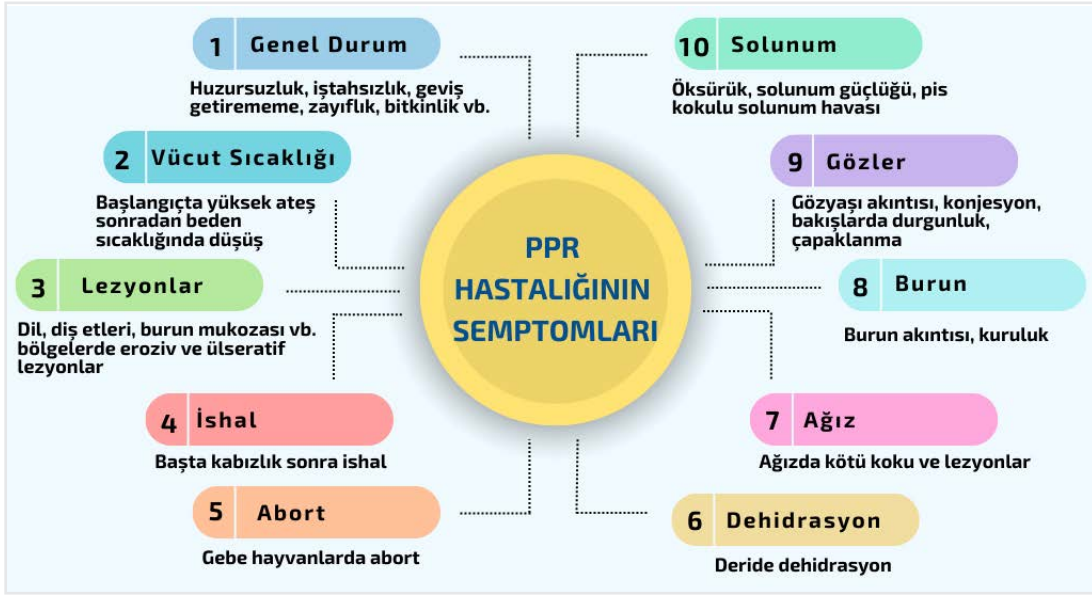 PPR
HASTALIĞININ
SEMPTOMLARI
1 Genel Durum
Huzursuzluk, iştahsızlık, geviş
getirememe, zayıflık, bitkinlik vb.
2 Vücut Sıcaklığı
Başlangıçta yüksek ateş
sonradan beden
sıcaklığında düşüş
3 Lezyonlar
Dil, diş etleri, burun mukozası vb.
bölgelerde eroziv ve ülseratif
lezyonlar
4 İshal
Başta kabızlık sonra ishal
5 Abort
Gebe hayvanlarda abort
6 Dehidrasyon
Deride dehidrasyon
7 Ağız
Ağızda kötü koku ve lezyonlar
8 Burun
Burun akıntısı, kuruluk
9 Gözler
Gözyaşı akıntısı, konjesyon,
bakışlarda durgunluk,
çapaklanma
10 Solunum
Öksürük, solunum güçlüğü, pis
kokulu solunum havası